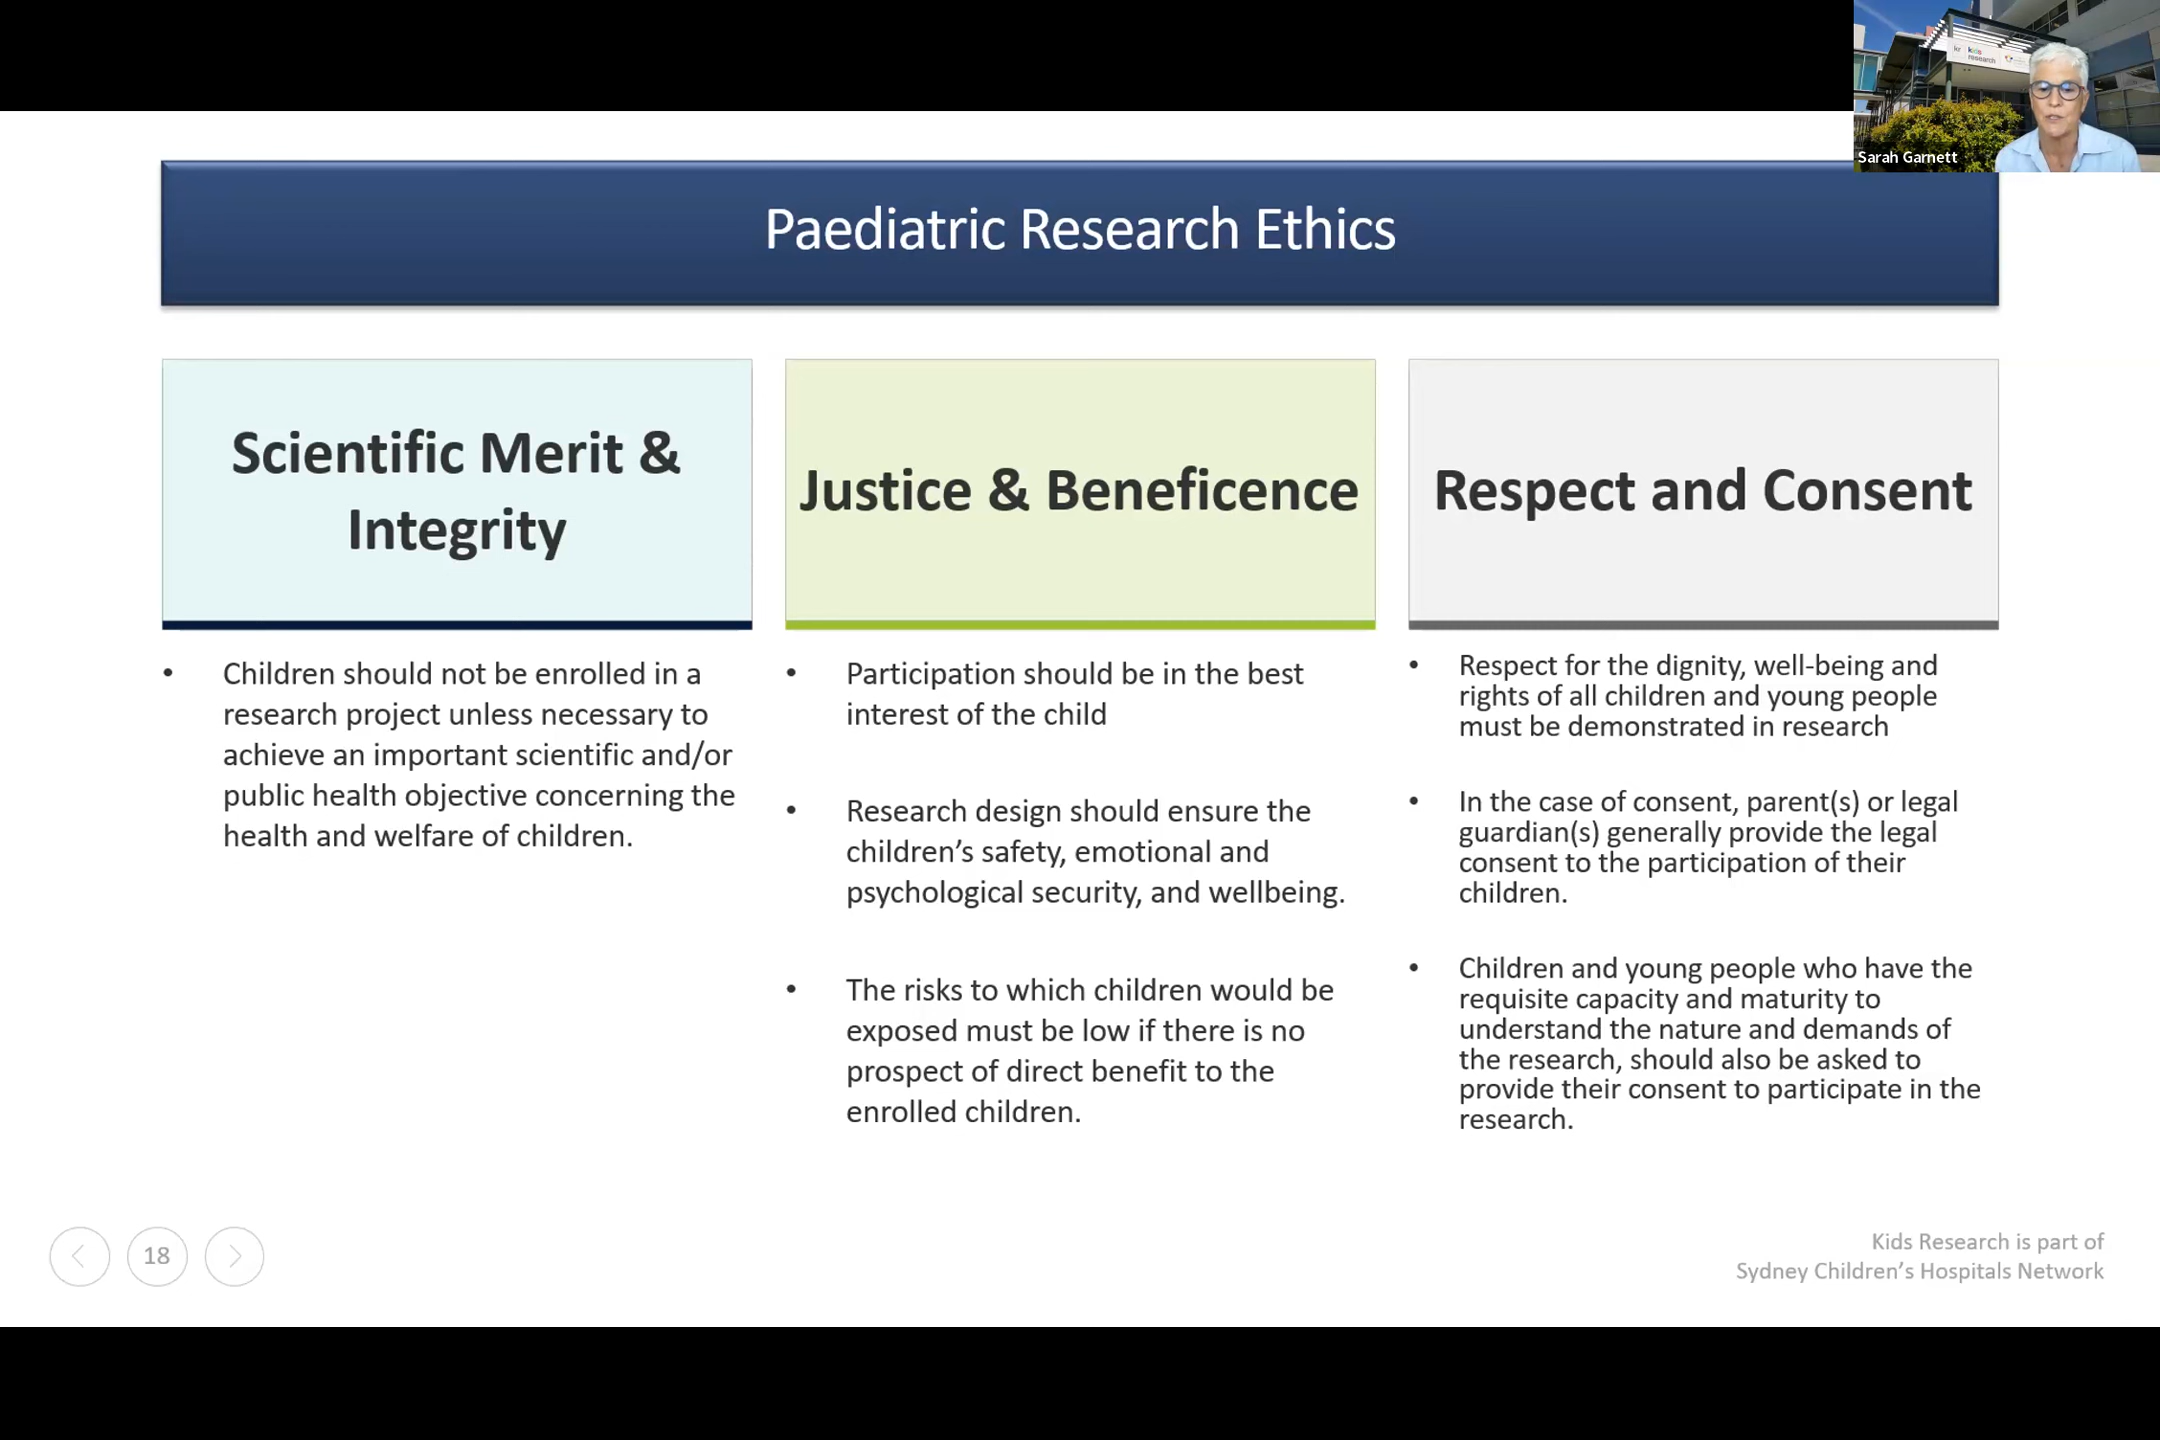 kr
kids
research
Sarah Garnett
Paediatric Research Ethics
Scientific Merit &
Integrity
Justice & Beneficence
Respect and Consent
• Children should not be enrolled in a
research project unless necessary to
achieve an important scientific and/or
public health objective concerning the
health and welfare of children.
• Participation should be in the best
interest of the child
• Research design should ensure the
children’s safety, emotional and
psychological security, and wellbeing.
• The risks to which children would be
exposed must be low if there is no
prospect of direct benefit to the
enrolled children.
• Respect for the dignity, well-being and
rights of all children and young people
must be demonstrated in research
• In the case of consent, parent(s) or legal
guardian(s) generally provide the legal
consent to the participation of their
children.
• Children and young people who have the
requisite capacity and maturity to
understand the nature and demands of
the research, should also be asked to
provide their consent to participate in the
research.
18
Kids Research is part of
Sydney Children’s Hospitals Network